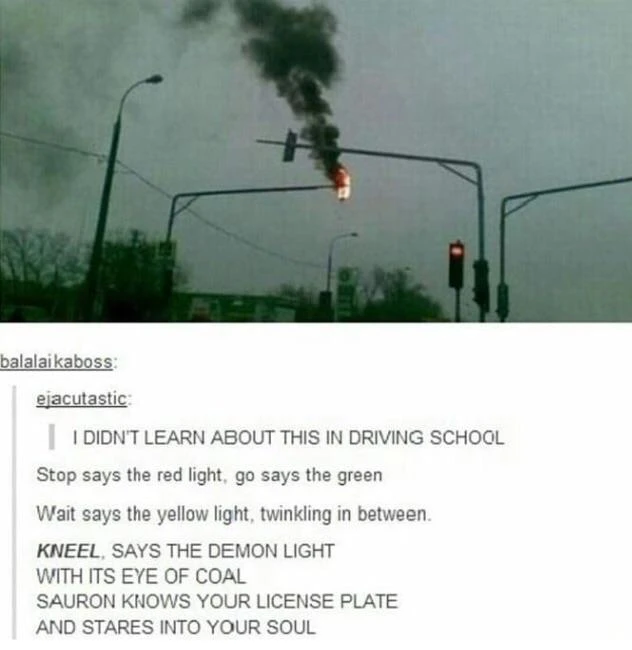 balalaikaboss:
ejacutastic:
I DIDN'T LEARN ABOUT THIS IN DRIVING SCHOOL
Stop says the red light, go says the green
Wait says the yellow light, twinkling in between.
KNEEL, SAYS THE DEMON LIGHT
WITH ITS EYE OF COAL
SAURON KNOWS YOUR LICENSE PLATE
AND STARES INTO YOUR SOUL